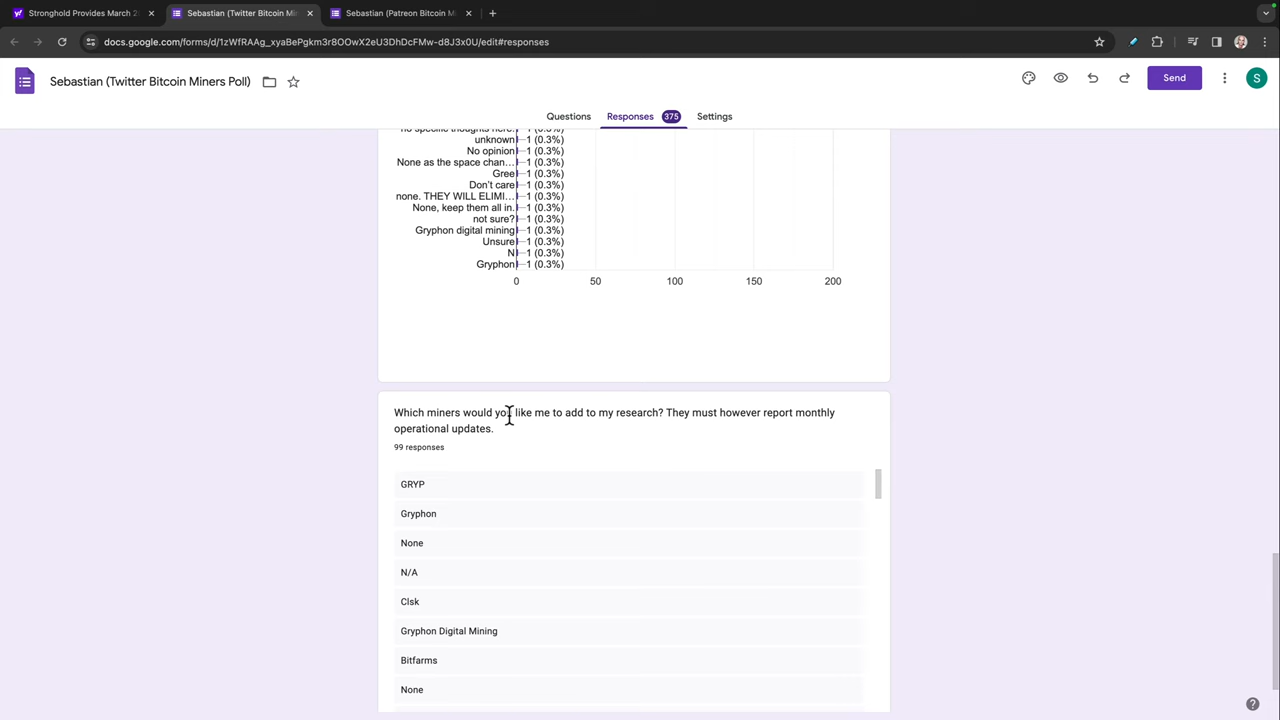 Stronghold Provides March 2
Sebastian (Twitter Bitcoin Min
Sebastian (Patreon Bitcoin M
docs.google.com/forms/d/1zWfRAAg_xyaBePgkm3r8OOwX2eU3DhDcFMw-d8J3x0U/edit#responses
Sebastian (Twitter Bitcoin Miners Poll)
Send
S
Questions
Responses 375
Settings
no specific thoughts here.
unknown 1 (0.3%)
No opinion 1 (0.3%)
None as the space chan... 1 (0.3%)
Gree 1 (0.3%)
Don't care 1 (0.3%)
none. THEY WILL ELIMI... 1 (0.3%)
None, keep them all in. 1 (0.3%)
not sure? 1 (0.3%)
Gryphon digital mining 1 (0.3%)
Unsure 1 (0.3%)
N 1 (0.3%)
Gryphon 1 (0.3%)
0 50 100 150 200
Which miners would you like me to add to my research? They must however report monthly
operational updates.
99 responses
GRYP
Gryphon
None
N/A
Clsk
Gryphon Digital Mining
Bitfarms
None